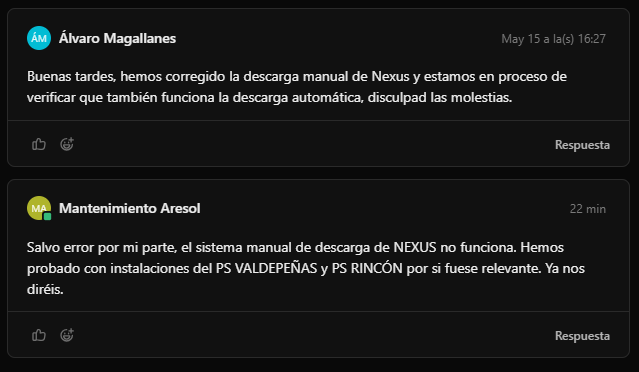 ÁM Álvaro Magallanes May 15 a la(s) 16:27
Buenas tardes, hemos corregido la descarga manual de Nexus y estamos en proceso de
verificar que también funciona la descarga automática, disculpad las molestias.
Respuesta
MA Mantenimiento Aresol 22 min
Salvo error por mi parte, el sistema manual de descarga de NEXUS no funciona. Hemos
probado con instalaciones del PS VALDEPEÑAS y PS RINCÓN por si fuese relevante. Ya nos
diréis.
Respuesta